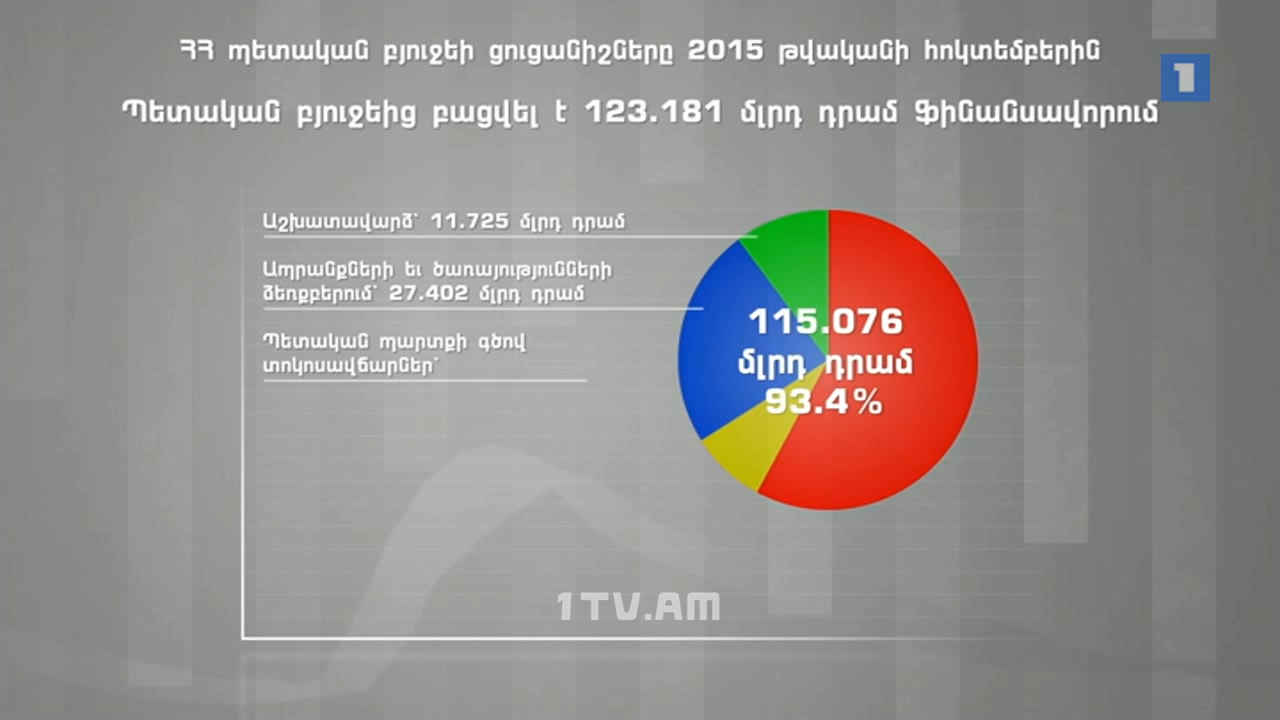 ՀՀ պետական բյուջեի ցուցանիշները 2015 թվականի հոկտեմբերին
1
Պետական բյուջեից բացվել է 123.181 մլրդ դրամ ֆինանսավորում
Աշխատավարձ՝ 11.725 մլրդ դրամ
Ապրանքների եւ ծառայությունների
ձեռքբերում՝ 27.402 մլրդ դրամ
Պետական պարտքի գծով
տոկոսավճարներ՝
115.076
մլրդ դրամ
93.4%
1TV.AM